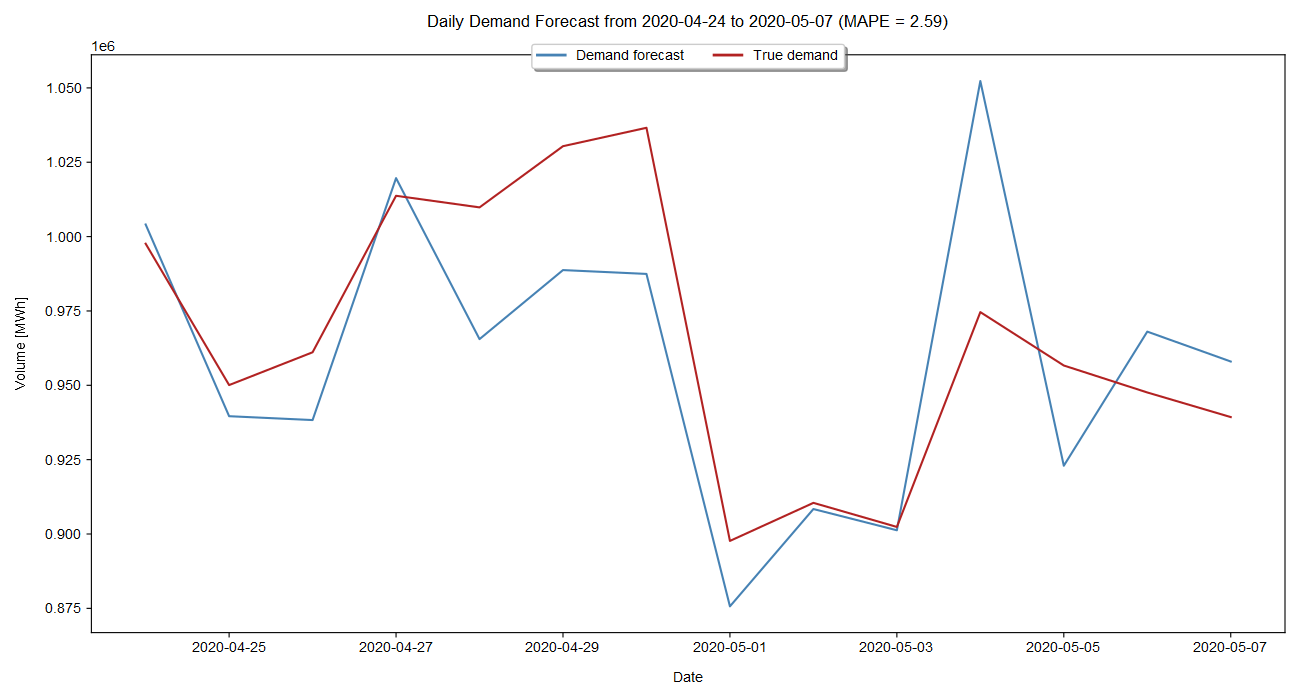 Daily Demand Forecast from 2020-04-24 to 2020-05-07 (MAPE = 2.59)
1e6
Demand forecast True demand
1.050
1.025
1.000
0.975
0.950
0.925
0.900
0.875
Volume [MWh]
2020-04-25 2020-04-27 2020-04-29 2020-05-01 2020-05-03 2020-05-05 2020-05-07
Date